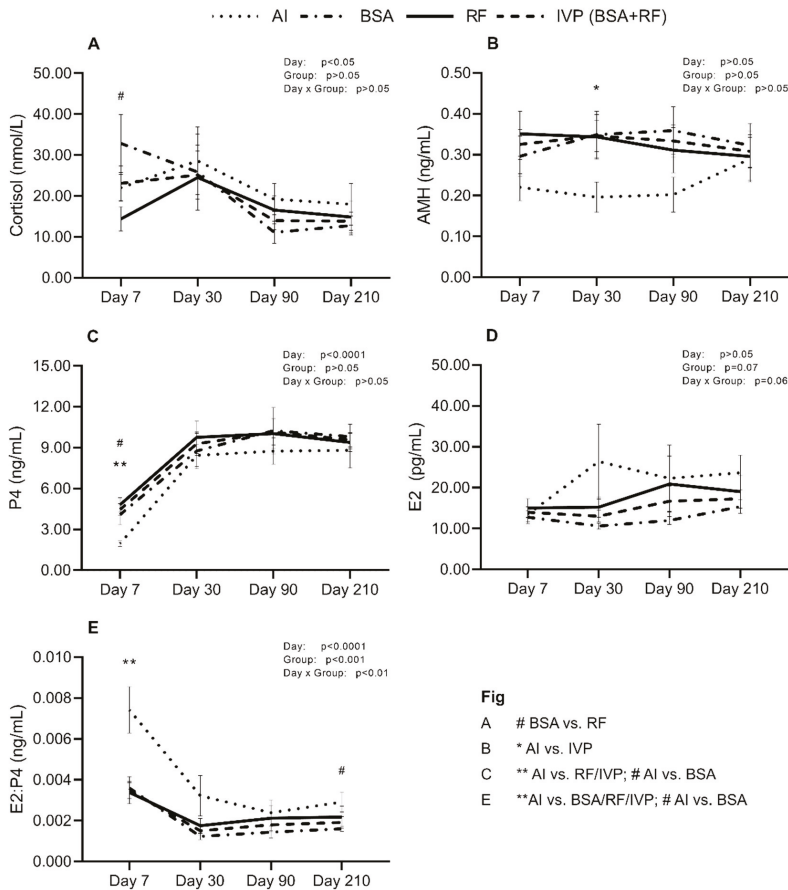 AI BSA RF IVP (BSA+RF)
A
Day: p<0.05
Group: p>0.05
Day x Group: p>0.05
Cortisol (nmol/L)
50.00
40.00
30.00
20.00
10.00
0.00
#
Day 7 Day 30 Day 90 Day 210
B
Day: p>0.05
Group: p>0.05
Day x Group: p>0.05
AMH (ng/mL)
0.50
0.40
0.30
0.20
0.10
0.00
*
Day 7 Day 30 Day 90 Day 210
C
Day: p<0.0001
Group: p>0.05
Day x Group: p>0.05
P4 (ng/mL)
15.00
12.00
9.00
6.00
3.00
0.00
#
**
Day 7 Day 30 Day 90 Day 210
D
Day: p>0.05
Group: p=0.07
Day x Group: p=0.06
E2 (pg/mL)
50.00
40.00
30.00
20.00
10.00
0.00
Day 7 Day 30 Day 90 Day 210
E
Day: p<0.0001
Group: p<0.001
Day x Group: p<0.01
E2:P4 (ng/mL)
0.010
0.008
0.006
0.004
0.002
0.000
**
#
Day 7 Day 30 Day 90 Day 210
Fig
A # BSA vs. RF
B * AI vs. IVP
C ** AI vs. RF/IVP; # AI vs. BSA
E **AI vs. BSA/RF/IVP; # AI vs. BSA